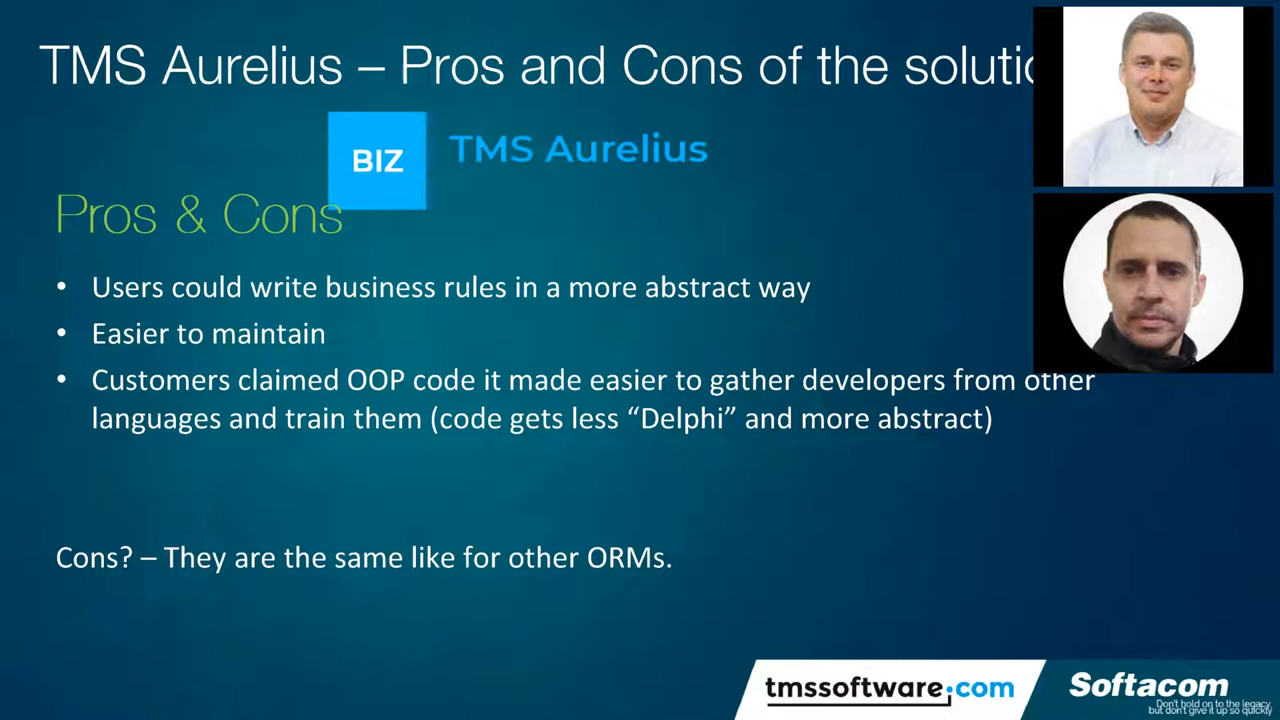 TMS Aurelius – Pros and Cons of the solutio
BIZ
TMS Aurelius
Pros & Cons
• Users could write business rules in a more abstract way
• Easier to maintain
• Customers claimed OOP code it made easier to gather developers from other
languages and train them (code gets less “Delphi” and more abstract)
Cons? – They are the same like for other ORMs.
tmssoftware.com
Softacom
Don't hold on to the legacy,
but don't give it up so quickly